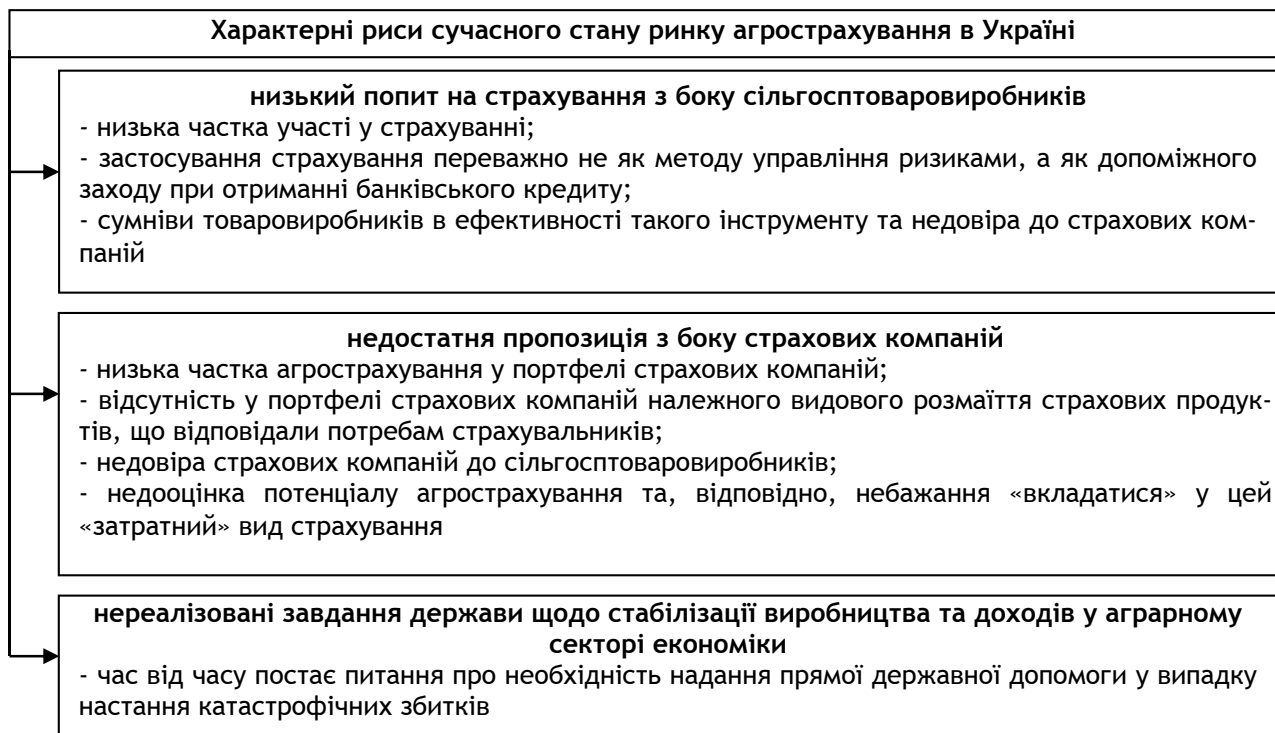 Характерні риси сучасного стану ринку агрострахування в Україні
низький попит на страхування з боку сільгосптоваровиробників
- низька частка участі у страхуванні;
- застосування страхування переважно не як методу управління ризиками, а як допоміжного
заходу при отриманні банківського кредиту;
- сумніви товаровиробників в ефективності такого інструменту та недовіра до страхових ком-
паній
недостатня пропозиція з боку страхових компаній
- низька частка агрострахування у портфелі страхових компаній;
- відсутність у портфелі страхових компаній належного видового розмаїття страхових продук-
тів, що відповідали потребам страхувальників;
- недовіра страхових компаній до сільгосптоваровиробників;
- недооцінка потенціалу агрострахування та, відповідно, небажання «вкладатися» у цей
«затратний» вид страхування
нереалізовані завдання держави щодо стабілізації виробництва та доходів у аграрному
секторі економіки
- час від часу постає питання про необхідність надання прямої державної допомоги у випадку
настання катастрофічних збитків